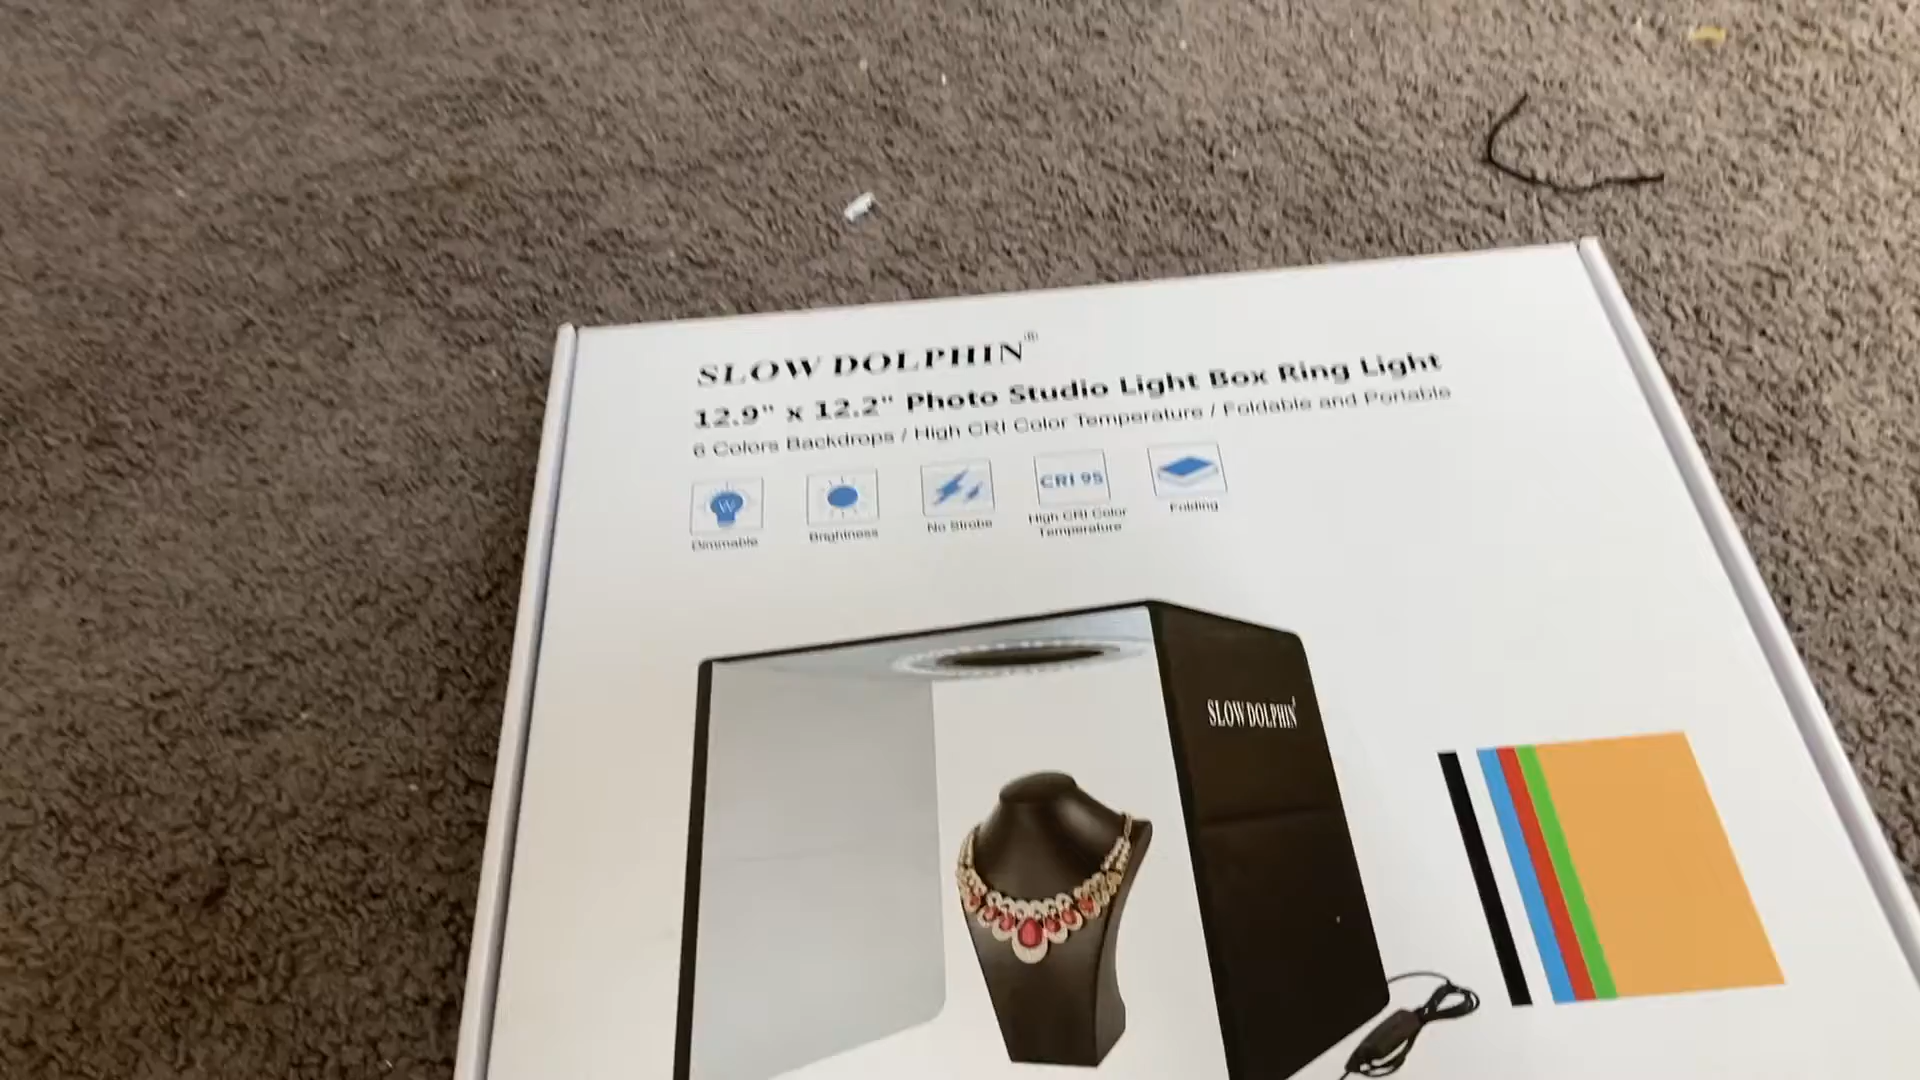 SLOW DOLPHIN®
12.9" x 12.2" Photo Studio Light Box Ring Light
6 Colors Backdrops / High CRI Color Temperature / Foldable and Portable
W
CRI 95
Dimmable
Brightness
No Strobe
High CRI Color
Temperature
Folding
SLOW DOLPHIN